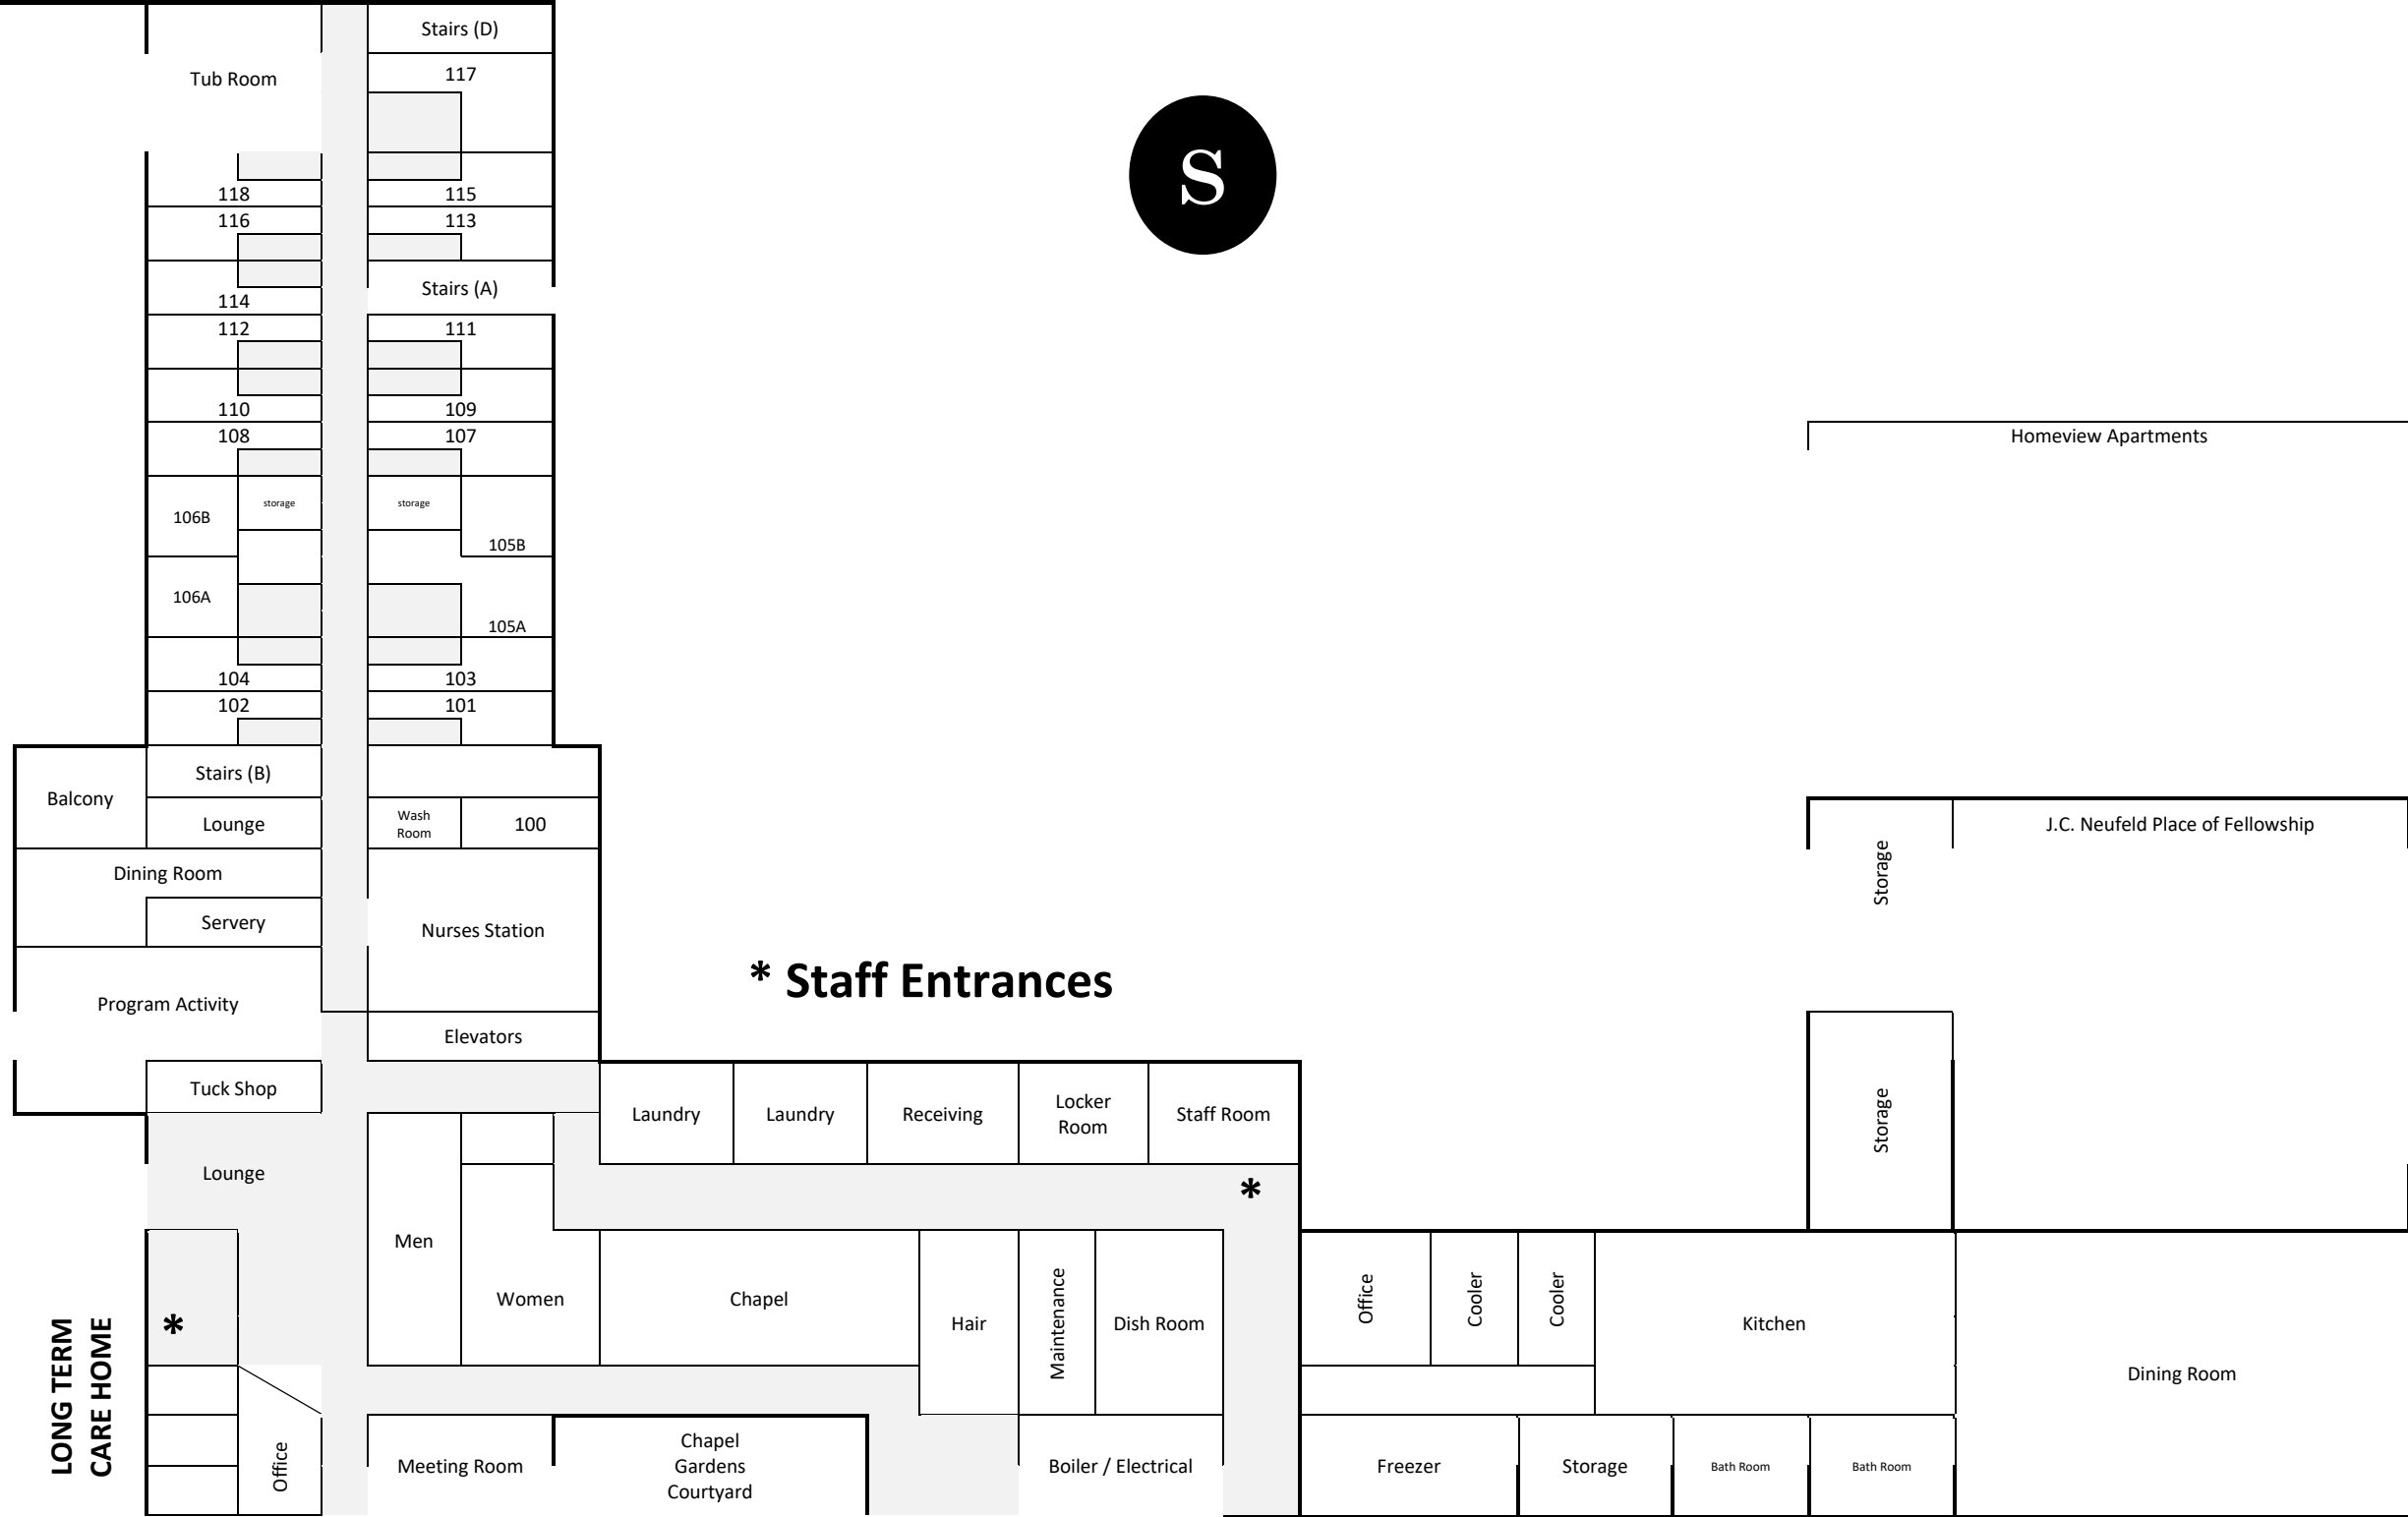 Stairs (D)
117
Tub Room
S
118
115
116
113
Stairs (A)
114
112
111
110
109
108
107
Homeview Apartments
storage
storage
106B
105B
106A
105A
104
103
102
101
Stairs (B)
Balcony
Lounge
Wash
Room
100
Storage
J.C. Neufeld Place of Fellowship
Dining Room
Servery
Nurses Station
* Staff Entrances
Program Activity
Elevators
Tuck Shop
Laundry
Laundry
Receiving
Locker
Room
Staff Room
Storage
Lounge
*
Men
Women
Chapel
Hair
Maintenance
Dish Room
Office
Cooler
Cooler
Kitchen
Dining Room
*
LONG TERM
CARE HOME
Office
Meeting Room
Chapel
Gardens
Courtyard
Boiler / Electrical
Freezer
Storage
Bath Room
Bath Room